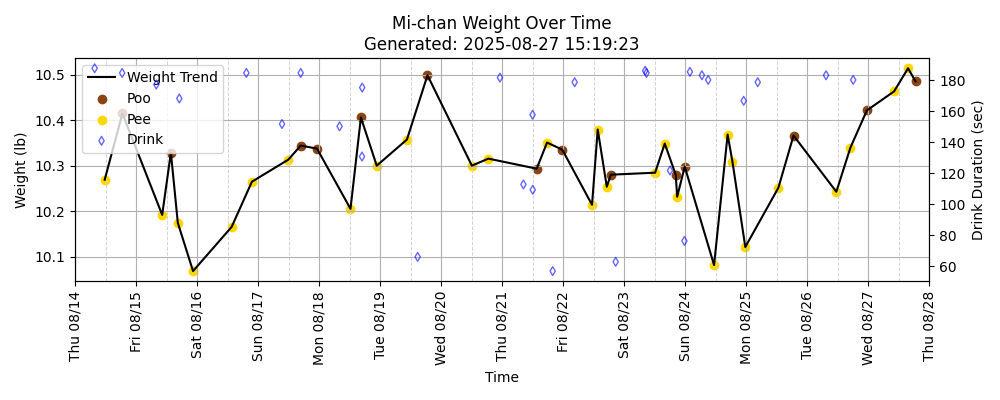 Mi-chan Weight Over Time
Generated: 2025-08-27 15:19:23
Weight (lb)
10.5
10.4
10.3
10.2
10.1
Weight Trend
Poo
Pee
Drink
180
160
140
120
100
80
60
Drink Duration (sec)
Thu 08/14
Fri 08/15
Sat 08/16
Sun 08/17
Mon 08/18
Tue 08/19
Wed 08/20
Thu 08/21
Fri 08/22
Sat 08/23
Sun 08/24
Mon 08/25
Tue 08/26
Wed 08/27
Thu 08/28
Time